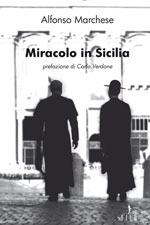 Alfonso Marchese
Miracolo in Sicilia
prefazione di Carlo Verdone